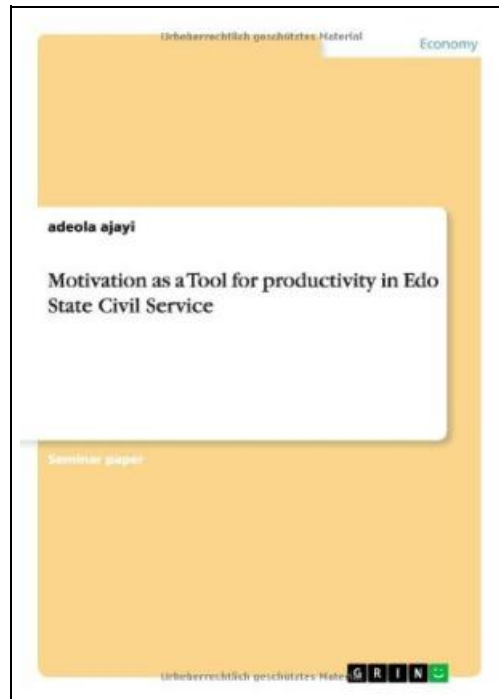 Urheberrechtlich geschütztes Material
Economy
adeola ajayi
Motivation as a Tool for productivity in Edo
State Civil Service
Seminar paper
Urheberrechtlich geschütztes Mate
G R I N